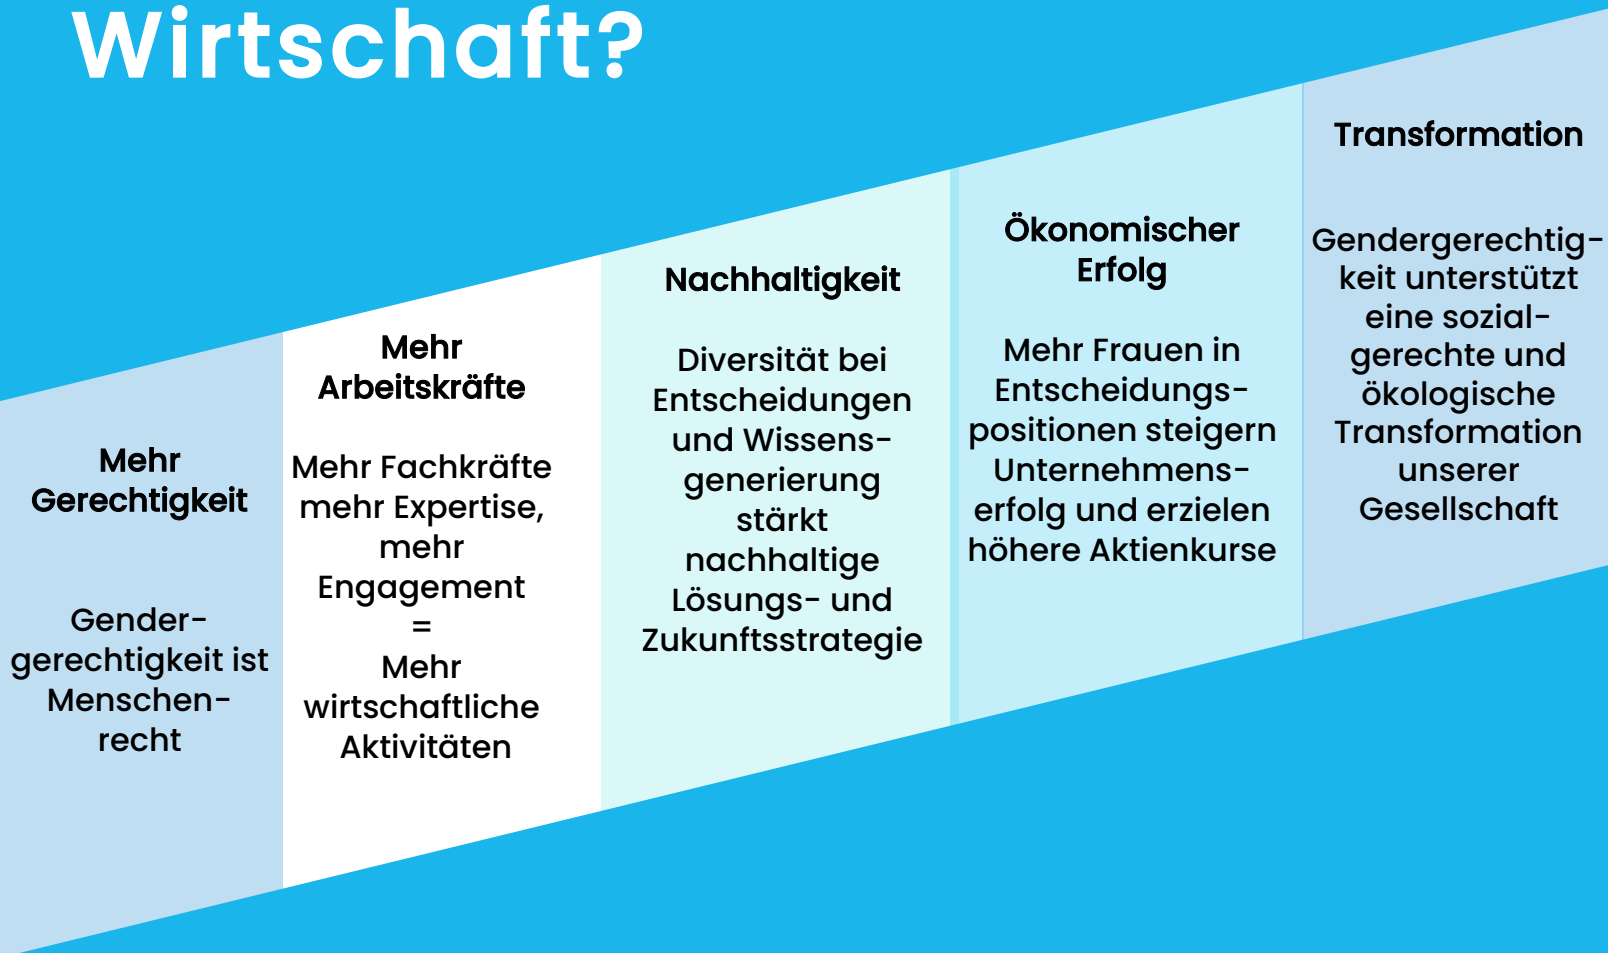 Wirtschaft?
Mehr
Gerechtigkeit
Gender-
gerechtigkeit ist
Menschen-
recht
Mehr
Arbeitskräfte
Mehr Fachkräfte
mehr Expertise,
mehr
Engagement
=
Mehr
wirtschaftliche
Aktivitäten
Nachhaltigkeit
Diversität bei
Entscheidungen
und Wissens-
generierung
stärkt
nachhaltige
Lösungs- und
Zukunftsstrategie
Ökonomischer
Erfolg
Mehr Frauen in
Entscheidungs-
positionen steigern
Unternehmens-
erfolg und erzielen
höhere Aktienkurse
Transformation
Gendergerechtig-
keit unterstützt
eine sozial-
gerechte und
ökologische
Transformation
unserer
Gesellschaft